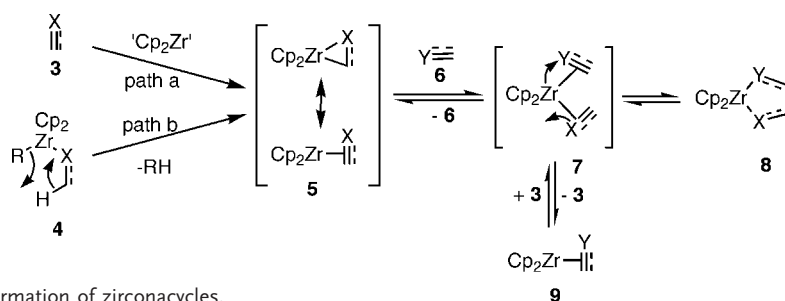 X
3
'Cp2Zr'
path a
Cp2
Zr
R
X
H
4
path b
-RH
Cp2Zr
X
X
Cp2Zr
5
Y
6
- 6
Y
Cp2Zr
X
7
Y
Cp2Zr
X
8
+ 3
- 3
Y
Cp2Zr
9
rmation of zirconacycles